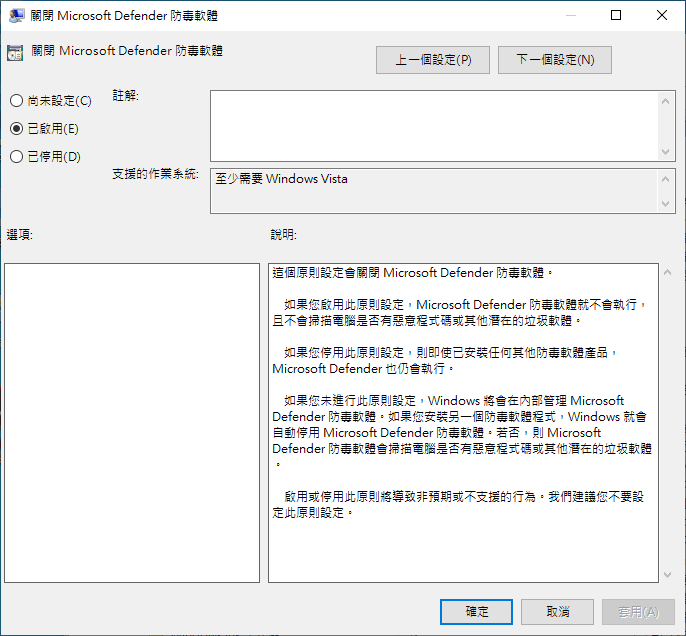 關閉 Microsoft Defender 防毒軟體
關閉 Microsoft Defender 防毒軟體
上一個設定(P)
下一個設定(N)
尚未設定(C)
已啟用(E)
已停用(D)
註解:
支援的作業系統:
至少需要 Windows Vista
選項:
說明:
這個原則設定會關閉 Microsoft Defender 防毒軟體。
如果您啟用此原則設定，Microsoft Defender 防毒軟體就不會執行，
且不會掃描電腦是否有惡意程式碼或其他潛在的垃圾軟體。
如果您停用此原則設定，則即使已安裝任何其他防毒軟體產品，
Microsoft Defender 也仍會執行。
如果您未進行此原則設定，Windows 將會在內部管理 Microsoft
Defender 防毒軟體。如果您安裝另一個防毒軟體程式，Windows 就會
自動停用 Microsoft Defender 防毒軟體。若否，則 Microsoft
Defender 防毒軟體會掃描電腦是否有惡意程式碼或其他潛在的垃圾軟體
。
啟用或停用此原則將導致非預期或不支援的行為。我們建議您不要設
定此原則設定。
確定
取消
套用(A)